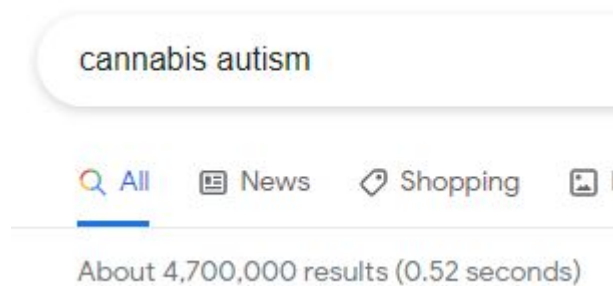 cannabis autism
All News Shopping
About 4,700,000 results (0.52 seconds)